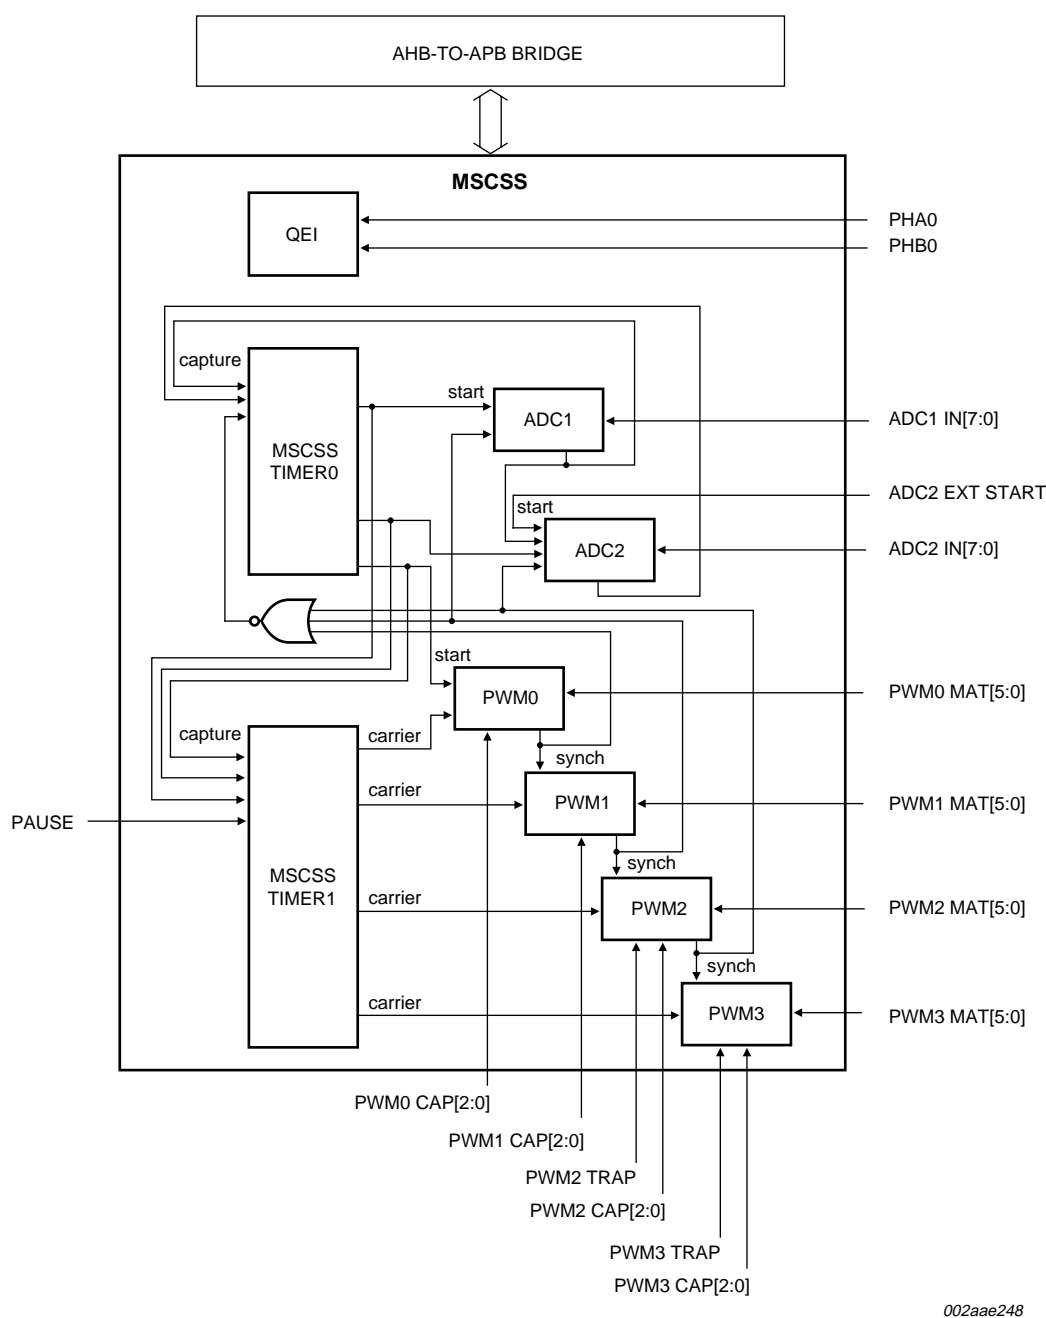 AHB-TO-APB BRIDGE
MSCSS
QEI
PHA0
PHB0
capture
MSCSS
TIMER0
start
ADC1
ADC1 IN[7:0]
ADC2 EXT START
start
ADC2
ADC2 IN[7:0]
start
PWM0
PWM0 MAT[5:0]
capture
carrier
synch
carrier
PWM1
PWM1 MAT[5:0]
PAUSE
MSCSS
TIMER1
synch
carrier
PWM2
PWM2 MAT[5:0]
synch
carrier
PWM3
PWM3 MAT[5:0]
PWM0 CAP[2:0]
PWM1 CAP[2:0]
PWM2 TRAP
PWM2 CAP[2:0]
PWM3 TRAP
PWM3 CAP[2:0]
002aae248